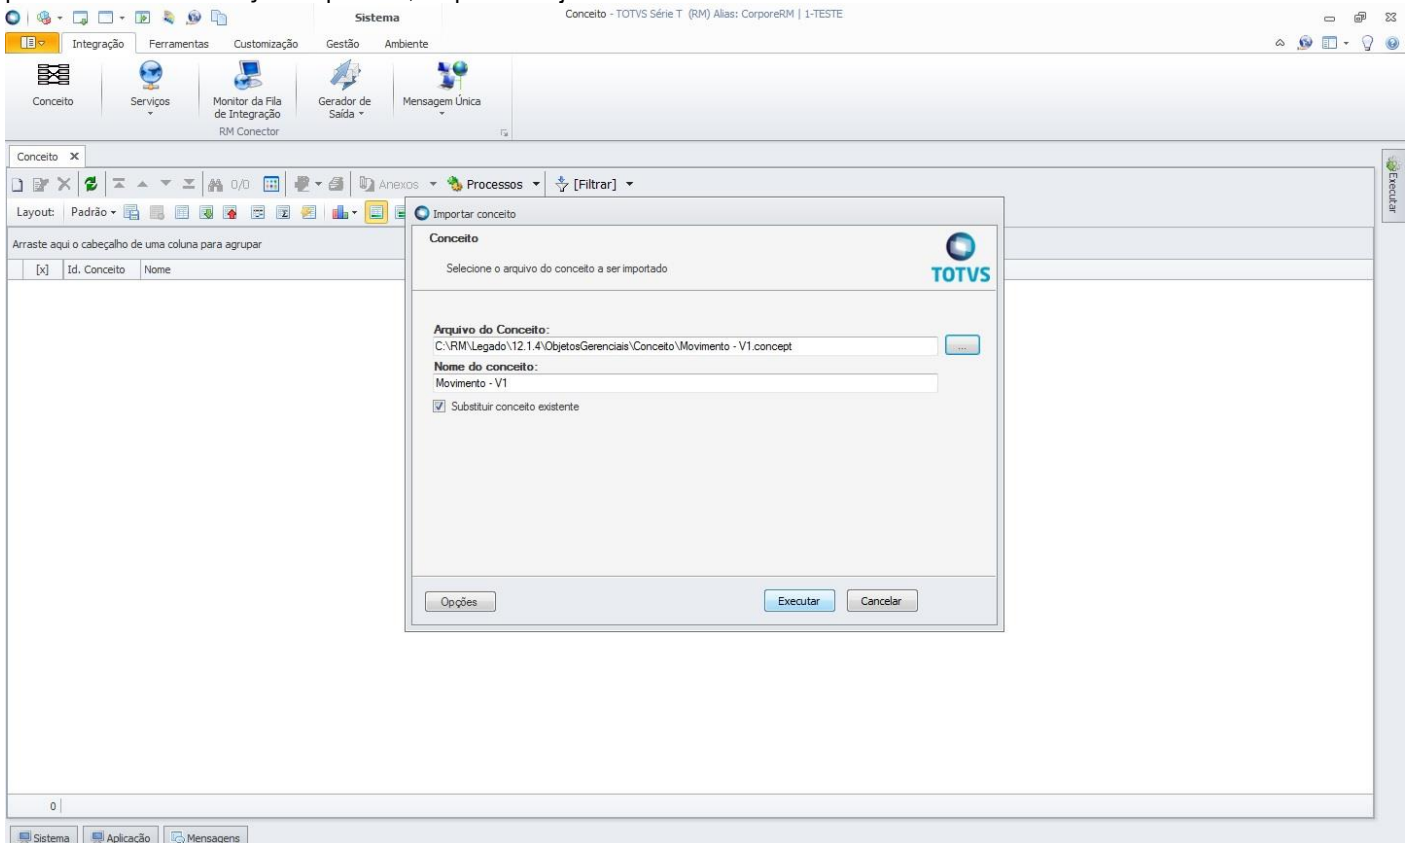 Sistema
Conceito - TOTVS Série T (RM) Alias: CorporeRM | 1-TESTE
Integração Ferramentas Customização Gestão Ambiente
Conceito
Serviços
Monitor da Fila
de Integração
Gerador de
Saída
Mensagem Única
RM Conector
Conceito X
0/0 Anexos Processos [Filtrar]
Layout: Padrão
Arraste aqui o cabeçalho de uma coluna para agrupar
[x] Id. Conceito Nome
Importar conceito
Conceito
Selecione o arquivo do conceito a ser importado
TOTVS
Arquivo do Conceito:
C:\RM\Legado\12.1.4\ObjetosGerenciais\Conceito\Movimento - V1.concept
...
Nome do conceito:
Movimento - V1
Substituir conceito existente
Opções Executar Cancelar
Executar
0
Sistema Aplicação Mensagens